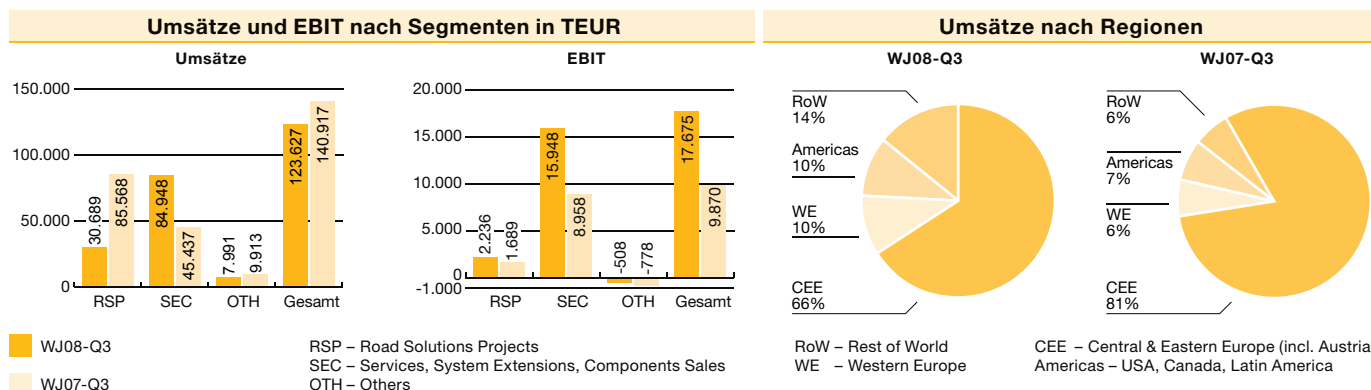 Umsätze und EBIT nach Segmenten in TEUR
Umsätze
150.000
100.000
50.000
0
30.689
85.568
84.948
45.437
7.991
9.913
123.627
140.917
RSP
SEC
OTH
Gesamt
EBIT
20.000
15.000
10.000
5.000
0
-1.000
2.236
1.689
15.948
8.958
-508
-778
17.675
9.870
RSP
SEC
OTH
Gesamt
WJ08-Q3
WJ07-Q3
RSP – Road Solutions Projects
SEC – Services, System Extensions, Components Sales
OTH – Others
Umsätze nach Regionen
WJ08-Q3
RoW
14%
Americas
10%
WE
10%
CEE
66%
WJ07-Q3
RoW
6%
Americas
7%
WE
6%
CEE
81%
RoW – Rest of World
WE – Western Europe
CEE – Central & Eastern Europe (incl. Austria
Americas – USA, Canada, Latin America